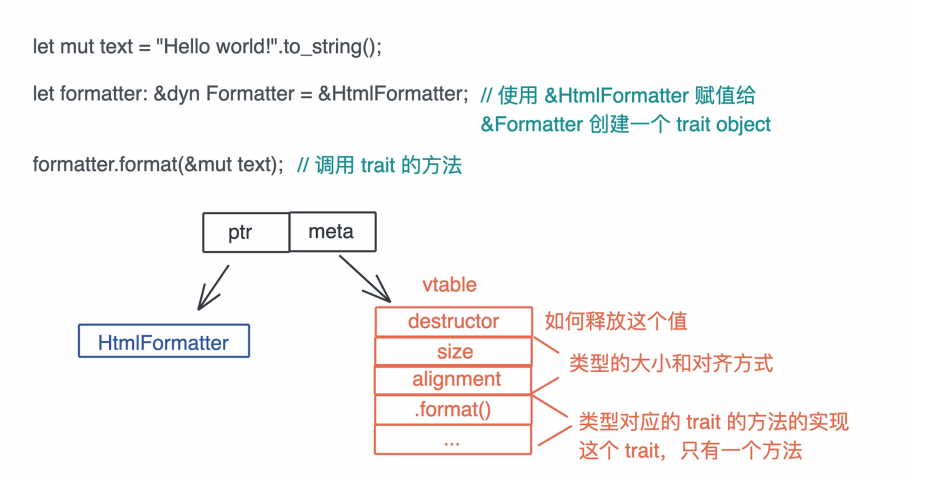 let mut text = "Hello world!".to_string();
let formatter: &dyn Formatter = &HtmlFormatter; // 使用 &HtmlFormatter 赋值给
&Formatter 创建一个 trait object
formatter.format(&mut text); // 调用 trait 的方法
ptr meta
vtable
destructor 如何释放这个值
HtmlFormatter
size
类型的大小和对齐方式
alignment
.format()
类型对应的 trait 的方法的实现
...
这个 trait，只有一个方法